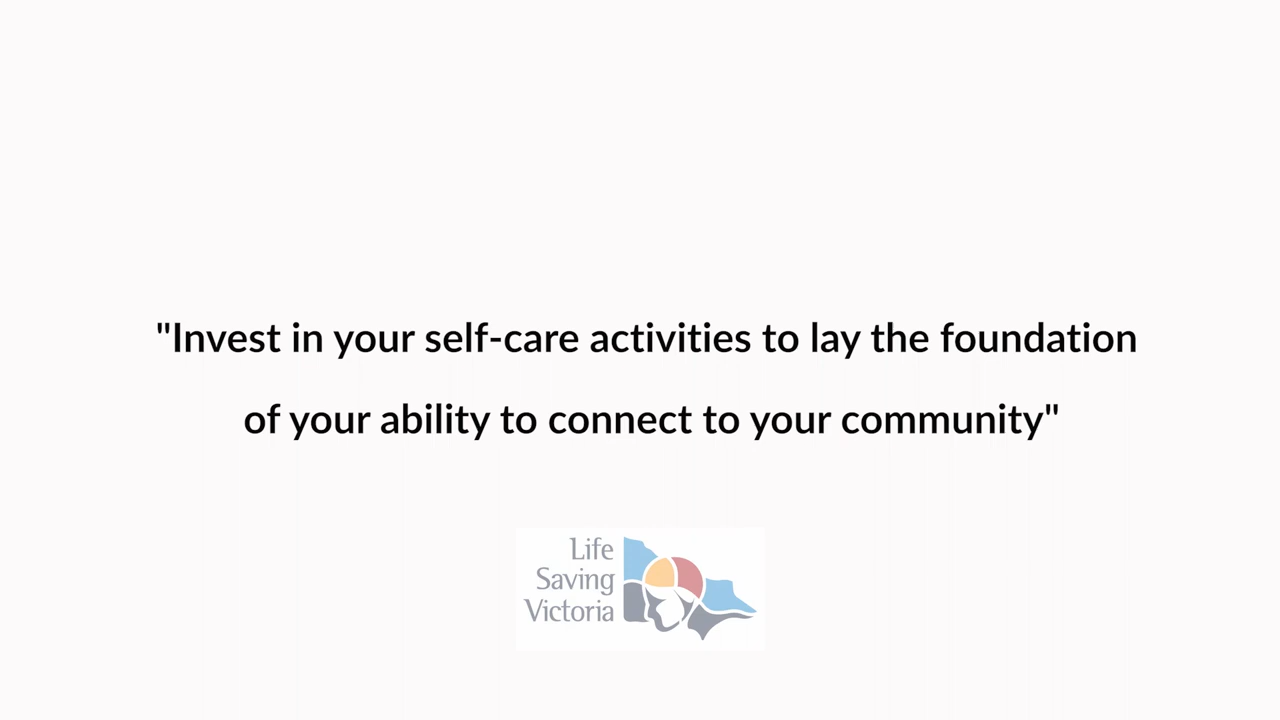 "Invest in your self-care activities to lay the foundation
of your ability to connect to your community"
Life
Saving
Victoria